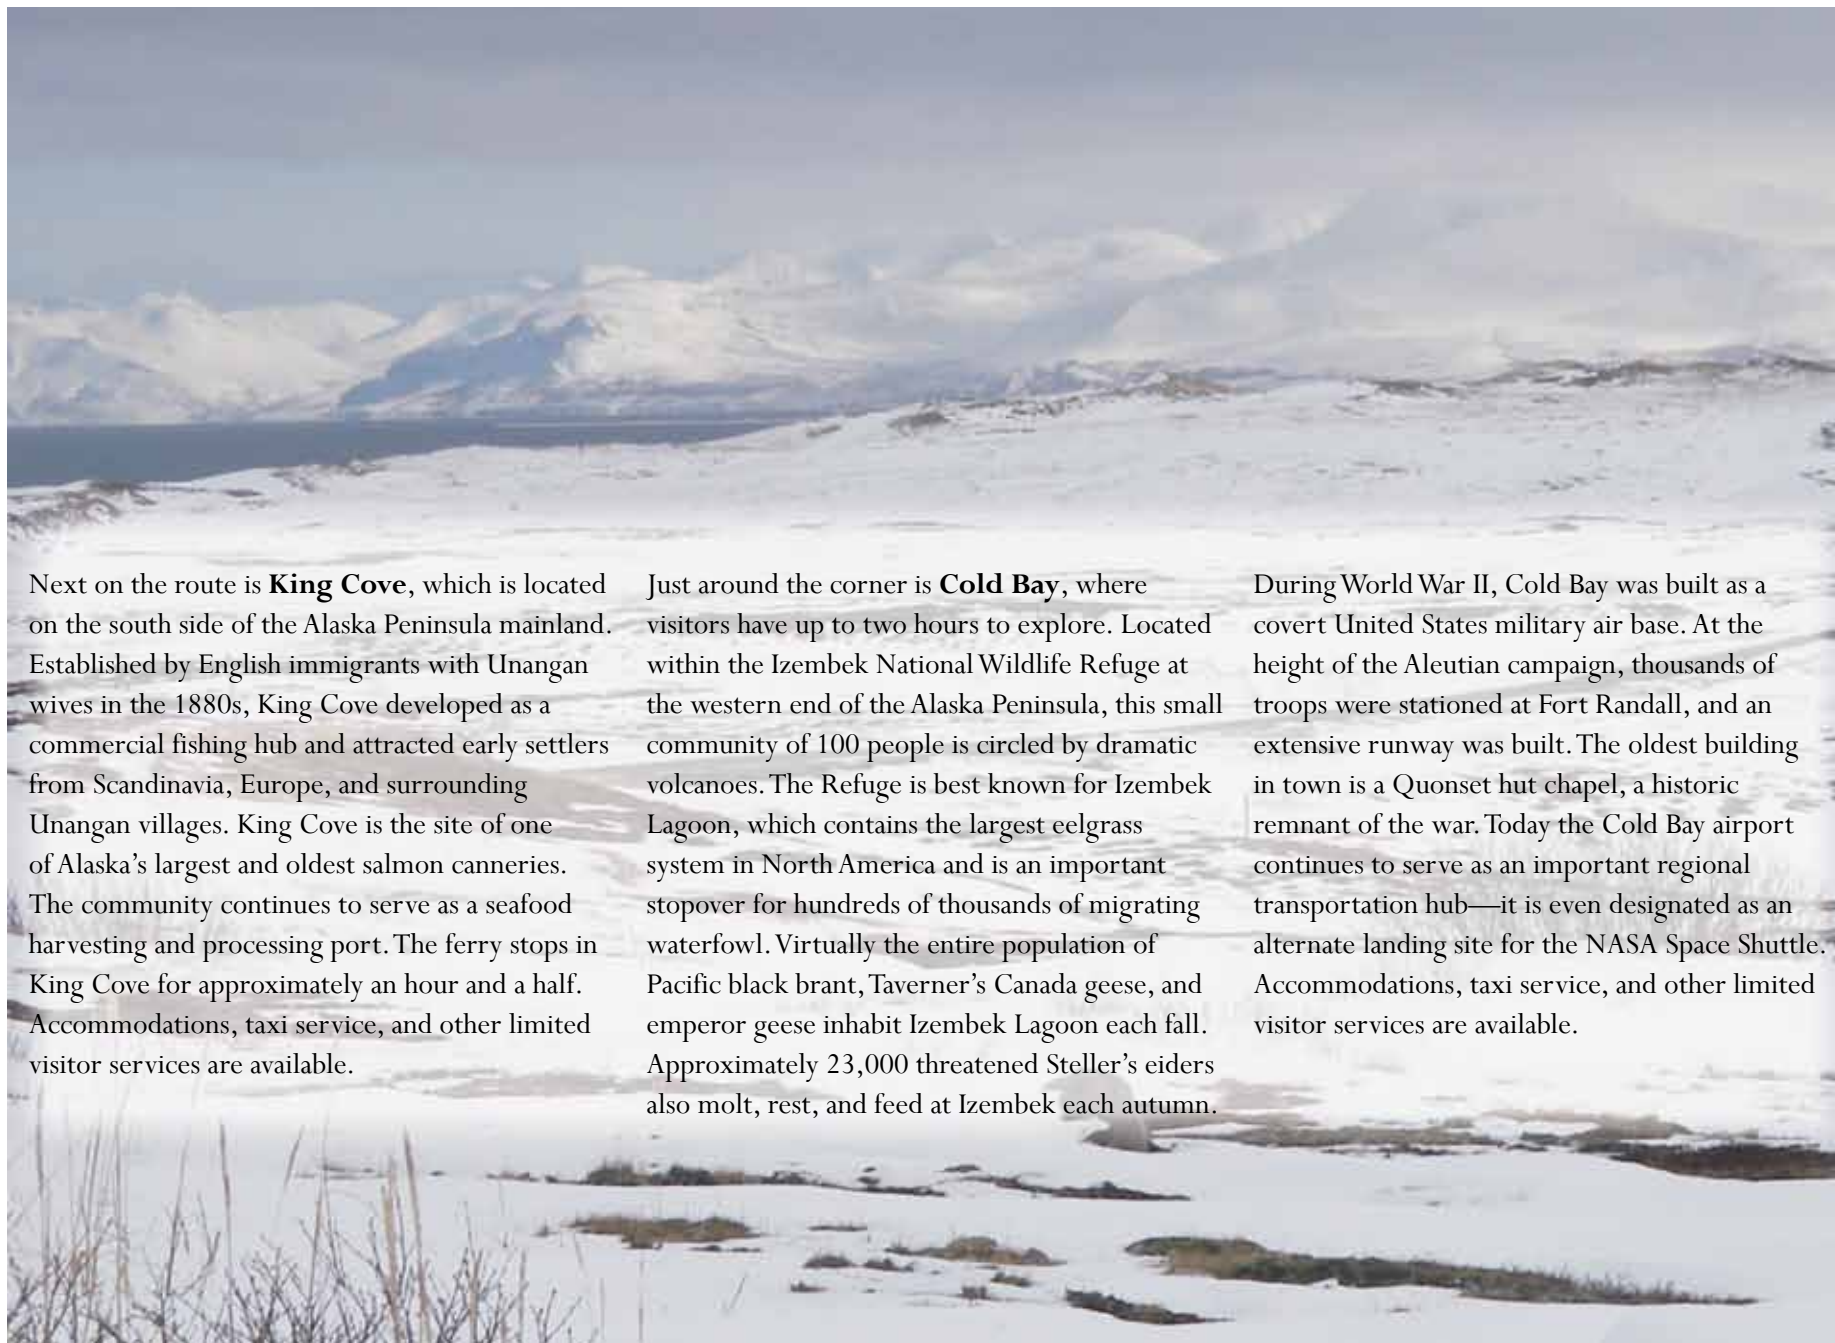 Next on the route is King Cove, which is located
on the south side of the Alaska Peninsula mainland.
Established by English immigrants with Unangan
wives in the 1880s, King Cove developed as a
commercial fishing hub and attracted early settlers
from Scandinavia, Europe, and surrounding
Unangan villages. King Cove is the site of one
of Alaska’s largest and oldest salmon canneries.
The community continues to serve as a seafood
harvesting and processing port. The ferry stops in
King Cove for approximately an hour and a half.
Accommodations, taxi service, and other limited
visitor services are available.
Just around the corner is Cold Bay, where
visitors have up to two hours to explore. Located
within the Izembek National Wildlife Refuge at
the western end of the Alaska Peninsula, this small
community of 100 people is circled by dramatic
volcanoes. The Refuge is best known for Izembek
Lagoon, which contains the largest eelgrass
system in North America and is an important
stopover for hundreds of thousands of migrating
waterfowl. Virtually the entire population of
Pacific black brant, Taverner’s Canada geese, and
emperor geese inhabit Izembek Lagoon each fall.
Approximately 23,000 threatened Steller’s eiders
also molt, rest, and feed at Izembek each autumn.
During World War II, Cold Bay was built as a
covert United States military air base. At the
height of the Aleutian campaign, thousands of
troops were stationed at Fort Randall, and an
extensive runway was built. The oldest building
in town is a Quonset hut chapel, a historic
remnant of the war. Today the Cold Bay airport
continues to serve as an important regional
transportation hub—it is even designated as an
alternate landing site for the NASA Space Shuttle.
Accommodations, taxi service, and other limited
visitor services are available.